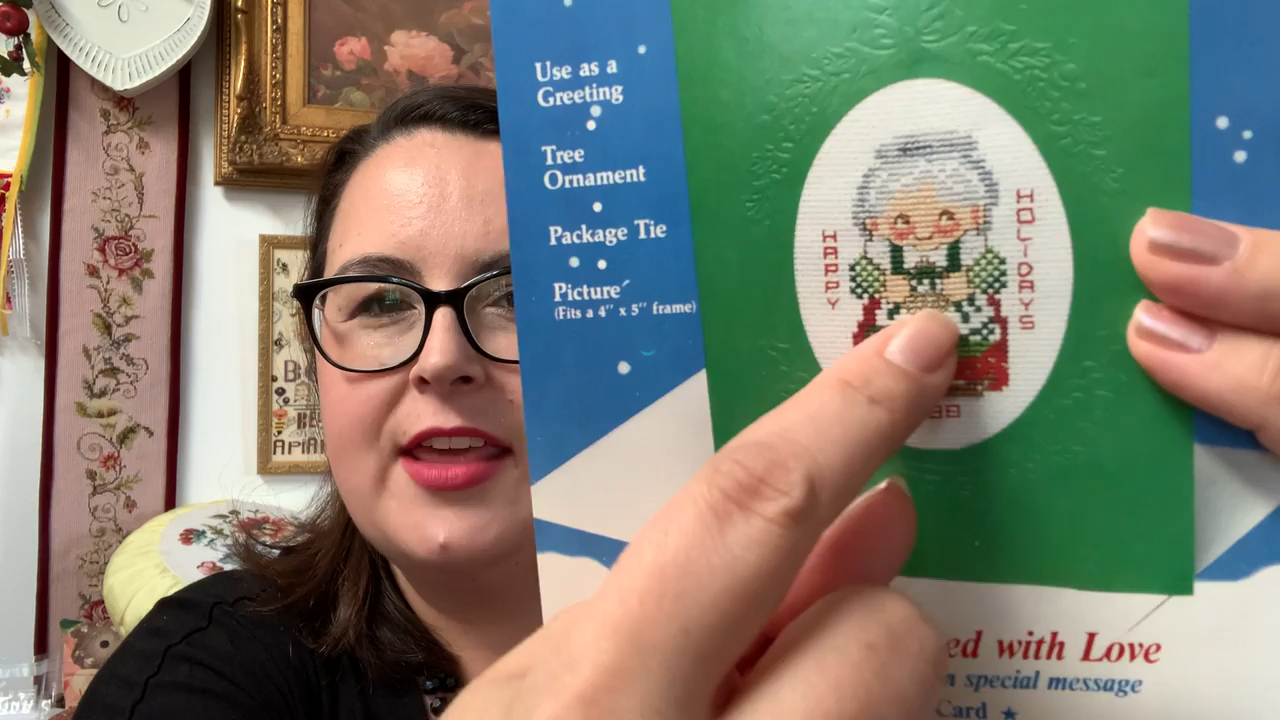 Use as a
Greeting
Tree
Ornament
Package Tie
Picture
(Fits a 4" x 5" frame)
HAPPY
HOLIDAYS
with Love
special message
Card ★